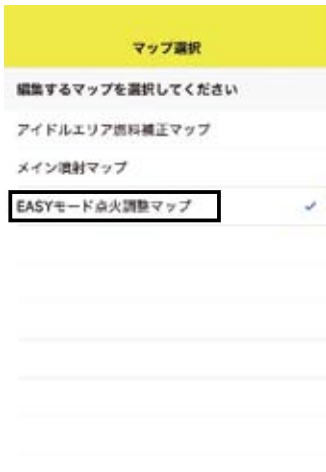 マップ選択
編集するマップを選択してください
アイドルエリア燃料補正マップ
メイン噴射マップ
EASYモード点火調整マップ